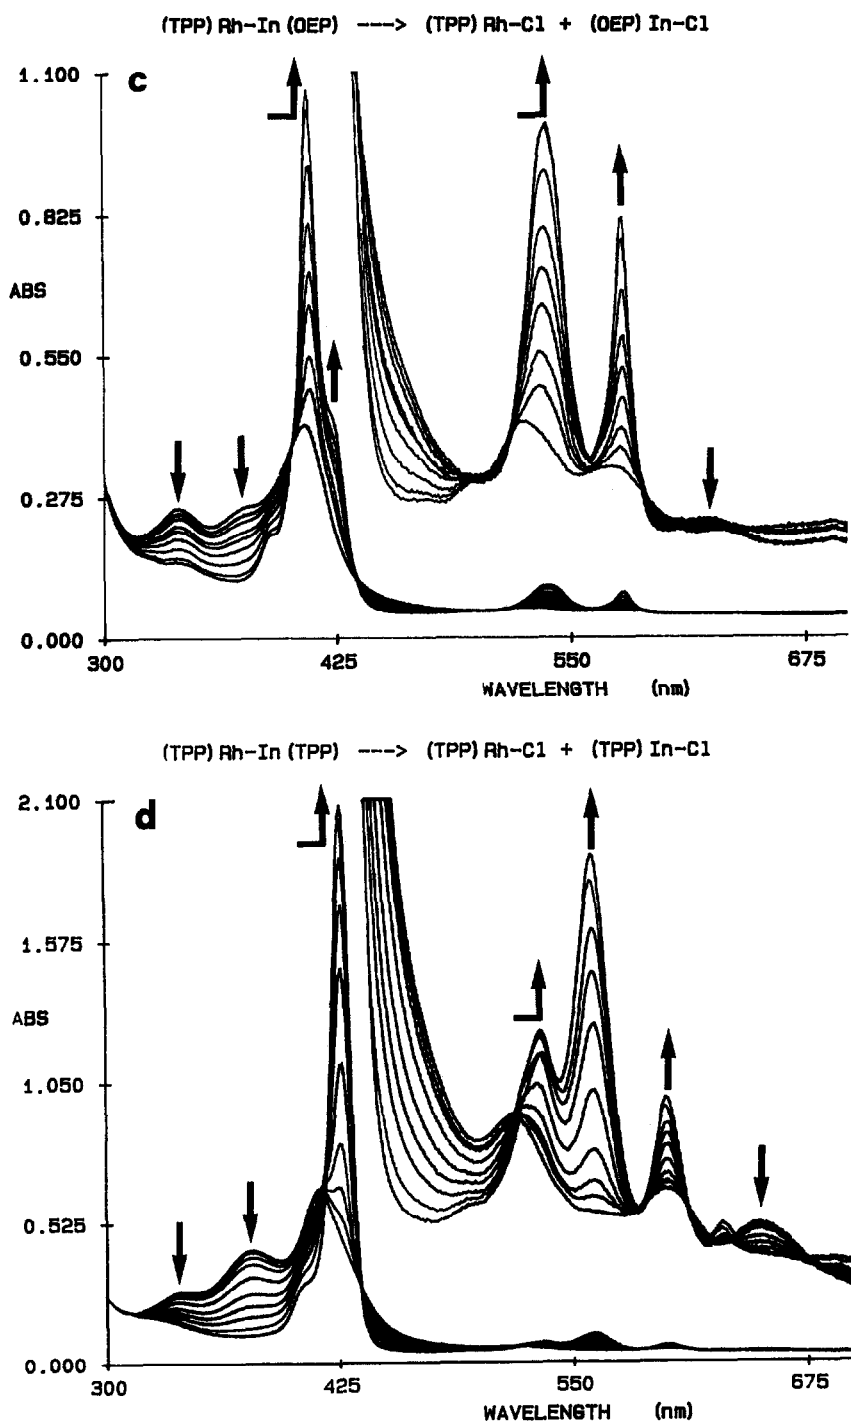 (TPP) Rh-In (OEP) ---> (TPP) Rh-Cl + (OEP) In-Cl
c
1.100
0.825
ABS
0.550
0.275
0.000
300 425 550 675
WAVELENGTH (nm)
(TPP) Rh-In (TPP) ---> (TPP) Rh-Cl + (TPP) In-Cl
d
2.100
1.575
ABS
1.050
0.525
0.000
300 425 550 675
WAVELENGTH (nm)